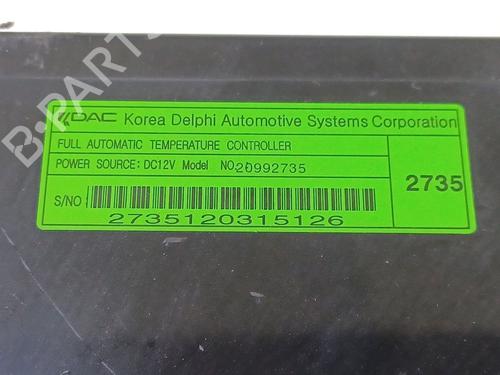 KDAC Korea Delphi Automotive Systems Corporation
FULL AUTOMATIC TEMPERATURE CONTROLLER
POWER SOURCE: DC12V Model NO.: 20992735
S/NO
2735120315126
2735
B-PARTS